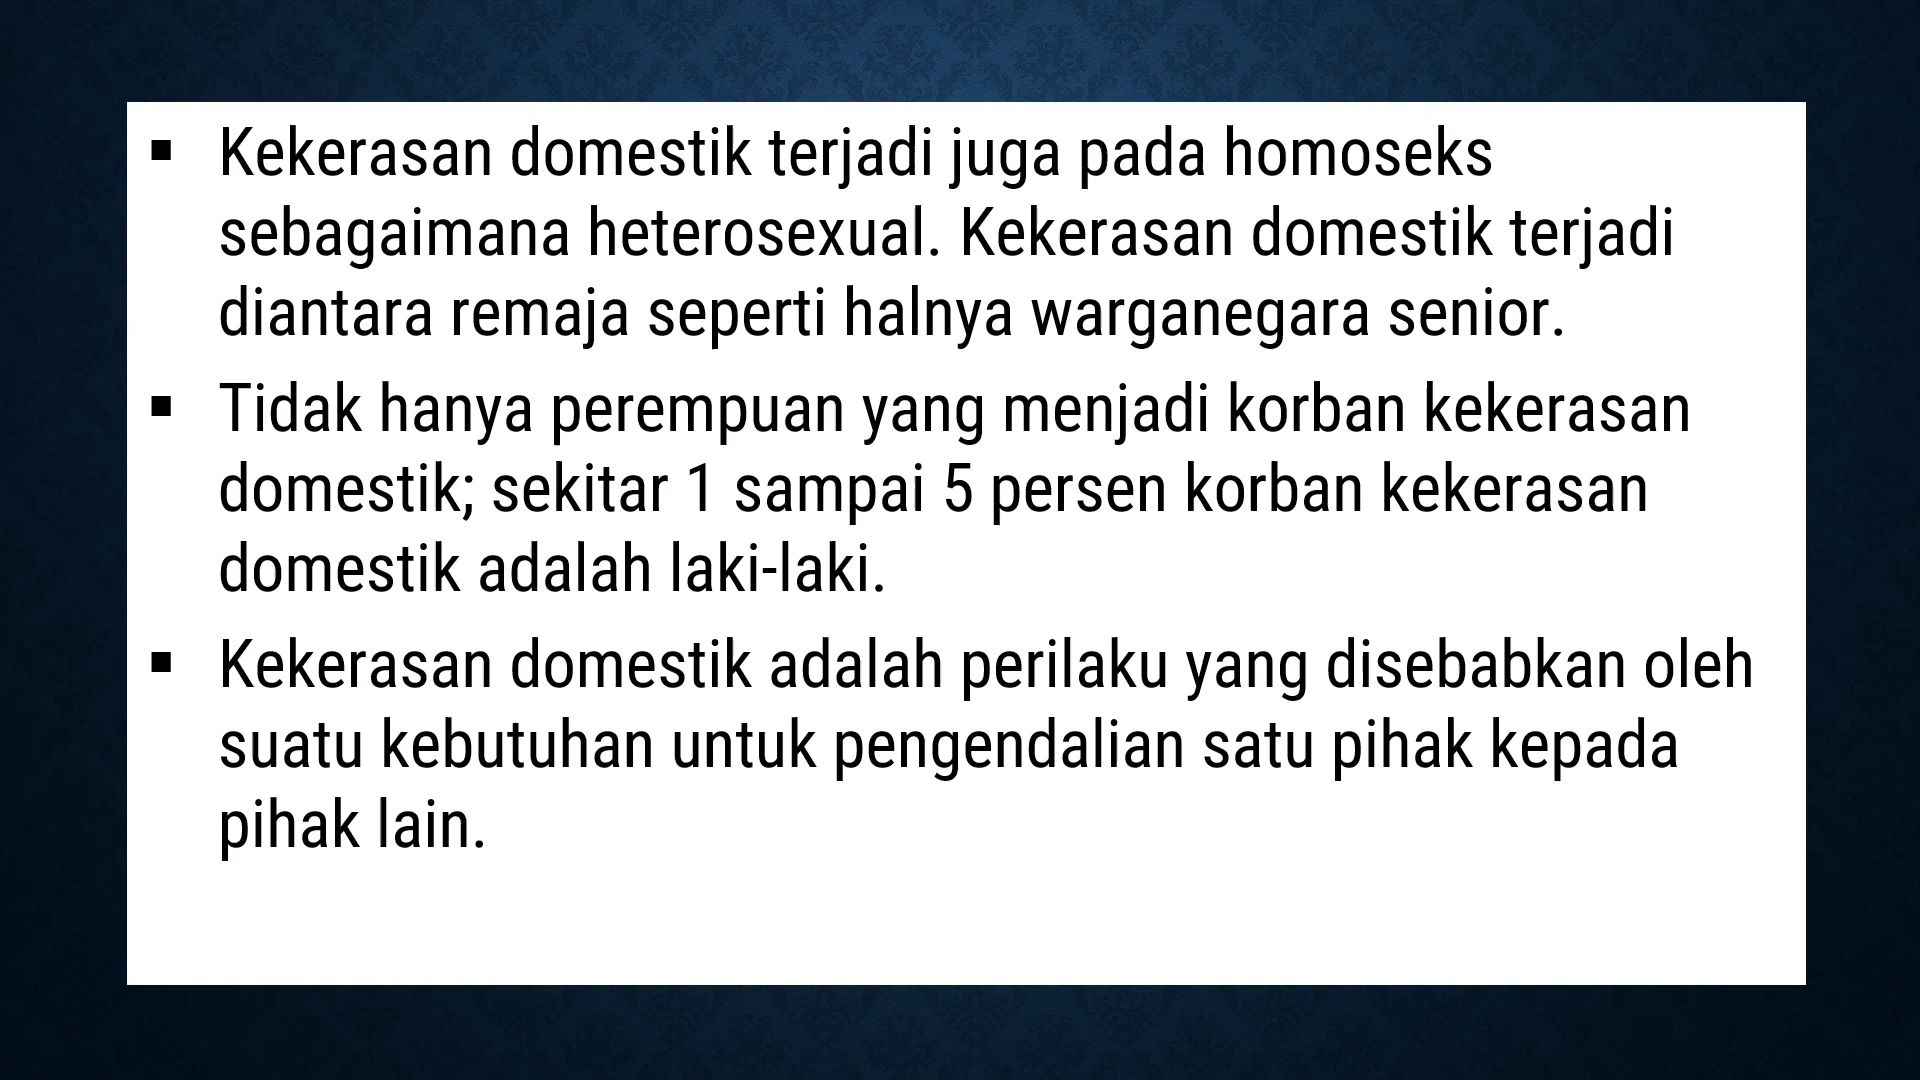 ▪ Kekerasan domestik terjadi juga pada homoseks
sebagaimana heterosexual. Kekerasan domestik terjadi
diantara remaja seperti halnya warganegara senior.
▪ Tidak hanya perempuan yang menjadi korban kekerasan
domestik; sekitar 1 sampai 5 persen korban kekerasan
domestik adalah laki-laki.
▪ Kekerasan domestik adalah perilaku yang disebabkan oleh
suatu kebutuhan untuk pengendalian satu pihak kepada
pihak lain.